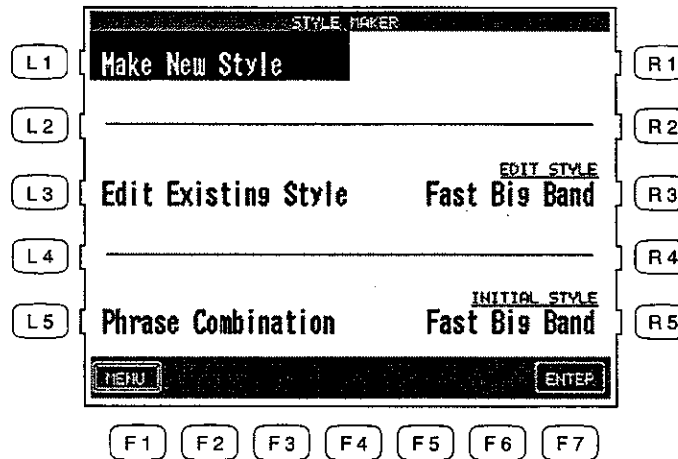 STYLE MAKER
L1 Make New Style R1
L2 R2
EDIT STYLE
L3 Edit Existing Style Fast Big Band R3
L4 R4
INITIAL STYLE
L5 Phrase Combination Fast Big Band R5
MENU ENTER
F1 F2 F3 F4 F5 F6 F7